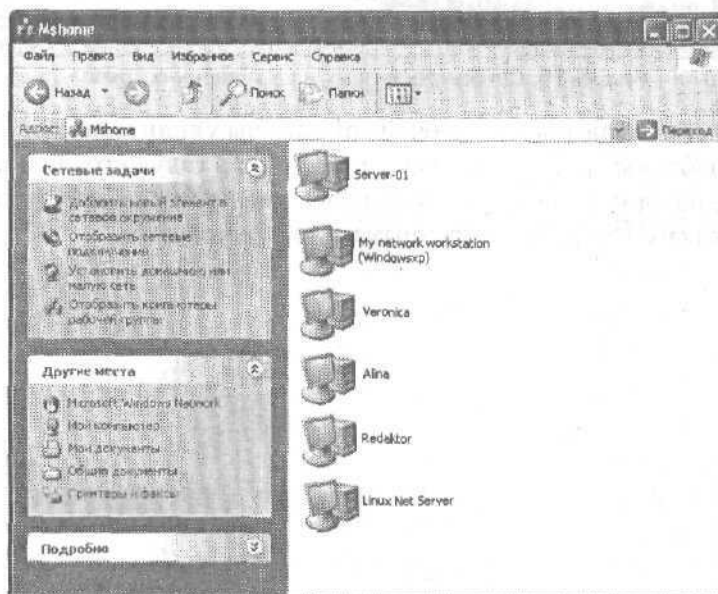 Mshome
Файл Правка Вид Избранное Сервис Справка
Назад Поиск Папки
Адрес: Mshome Переход
Сетевые задачи
Добавить новый элемент в
сетевое окружение
Отобразить сетевые
подключения
Установить домашнюю или
малую сеть
Отобразить компьютеры
рабочей группы
Другие места
Microsoft Windows Network
Мой компьютер
Мои документы
Общие документы
Принтеры и факсы
Подробно
Server-01
My network workstation
(Windowsxp)
Veronica
Alina
Redaktor
Linux Net Server